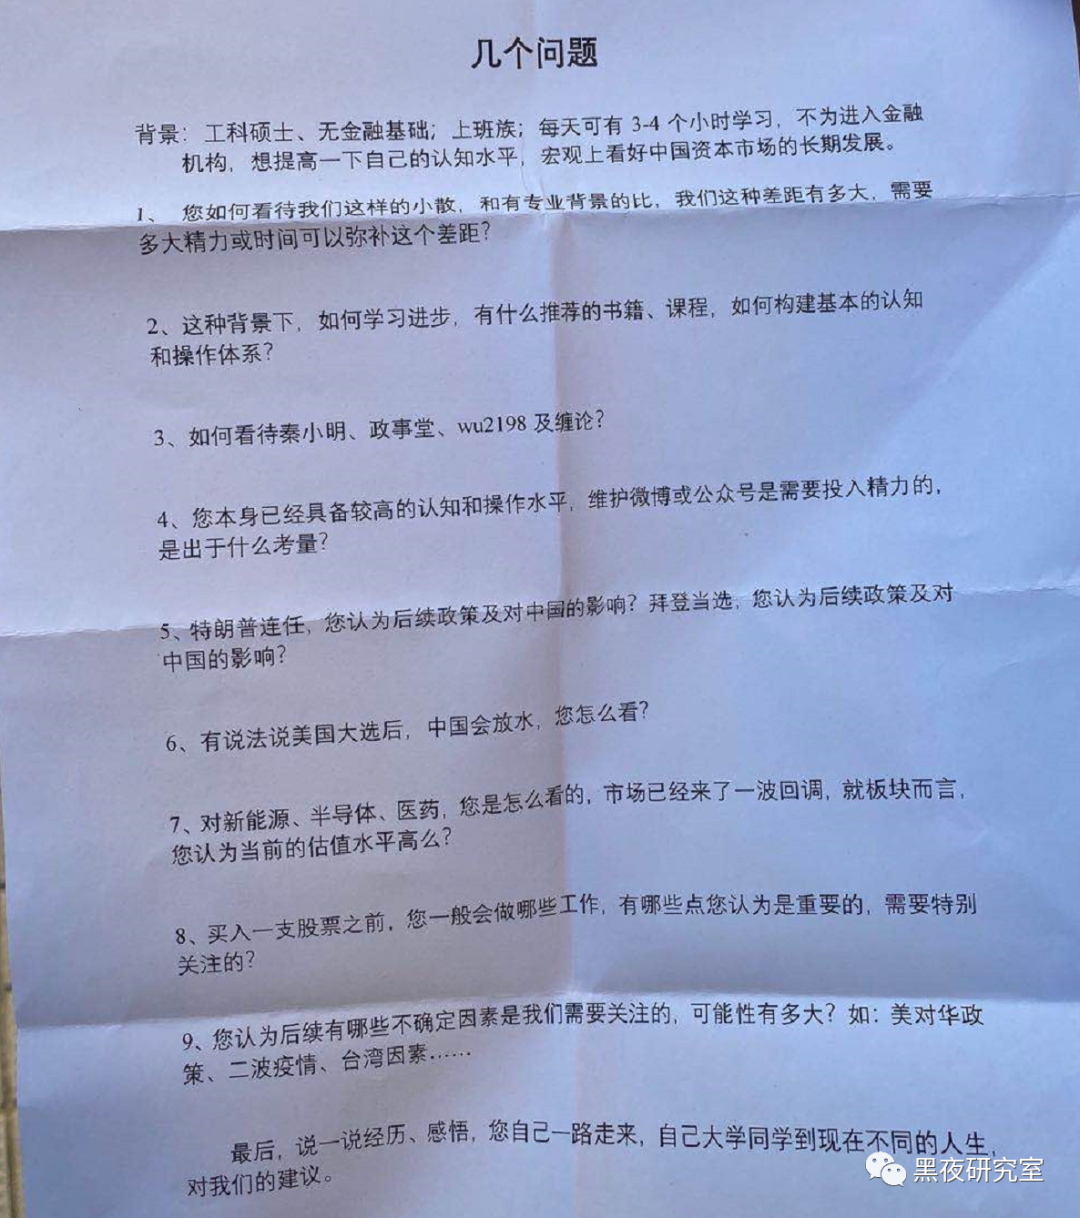 几个问题
背景：工科硕士、无金融基础；上班族；每天可有 3-4 个小时学习，不为进入金融
机构，想提高一下自己的认知水平，宏观上看好中国资本市场的长期发展。
1、 您如何看待我们这样的小散，和有专业背景的比，我们这种差距有多大，需要
多大精力或时间可以弥补这个差距？
2、这种背景下，如何学习进步，有什么推荐的书籍、课程，如何构建基本的认知
和操作体系？
3、如何看待秦小明、政事堂、wu2198 及缠论？
4、您本身已经具备较高的认知和操作水平，维护微博或公众号是需要投入精力的，
是出于什么考量？
5、特朗普连任，您认为后续政策及对中国的影响？拜登当选，您认为后续政策及对
中国的影响？
6、有说法说美国大选后，中国会放水，您怎么看？
7、对新能源、半导体、医药，您是怎么看的，市场已经来了一波回调，就板块而言，
您认为当前的估值水平高么？
8、买入一支股票之前，您一般会做哪些工作，有哪些点您认为是重要的，需要特别
关注的？
9、您认为后续有哪些不确定因素是我们需要关注的，可能性有多大？如：美对华政
策、二波疫情、台湾因素……
最后，说一说经历、感悟，您自己一路走来，自己大学同学到现在不同的人生，
对我们的建议。
黑夜研究室